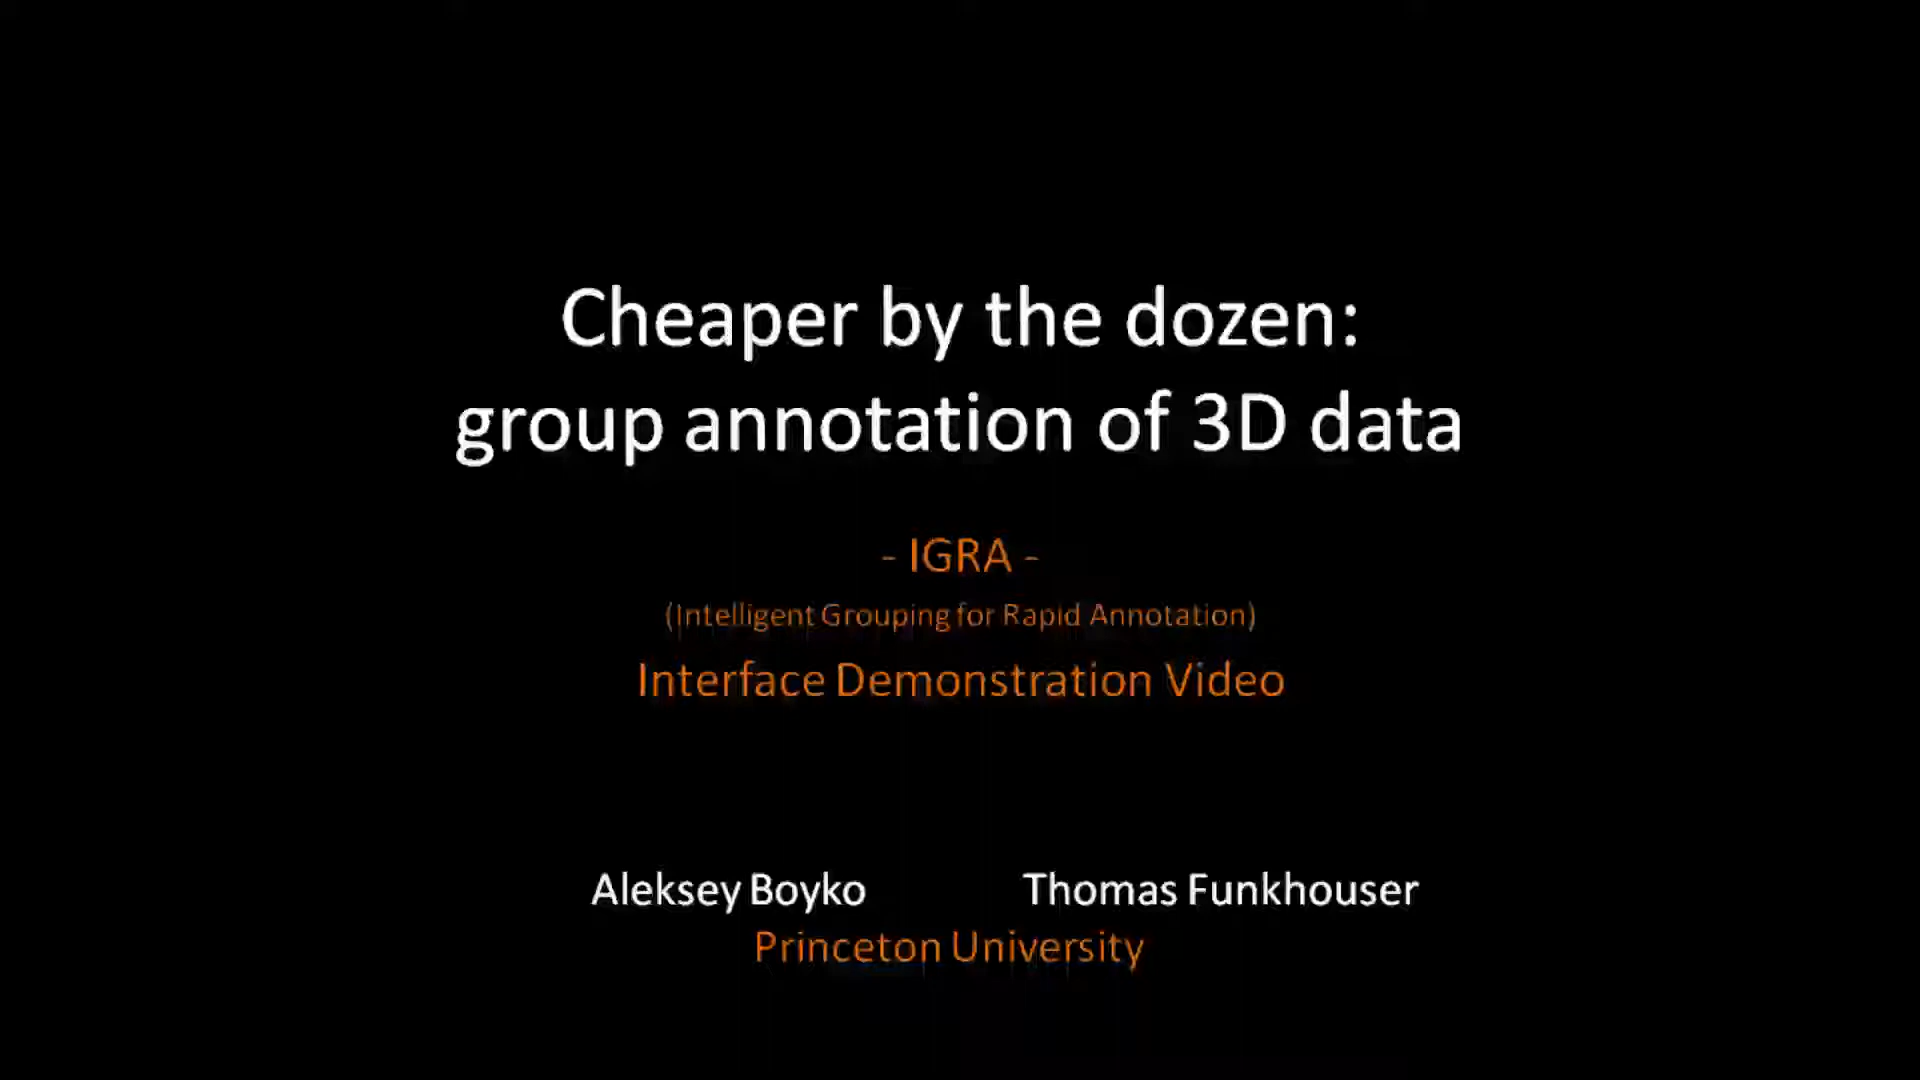 Cheaper by the dozen:
group annotation of 3D data
- IGRA -
(Intelligent Grouping for Rapid Annotation)
Interface Demonstration Video
Aleksey Boyko Thomas Funkhouser
Princeton University